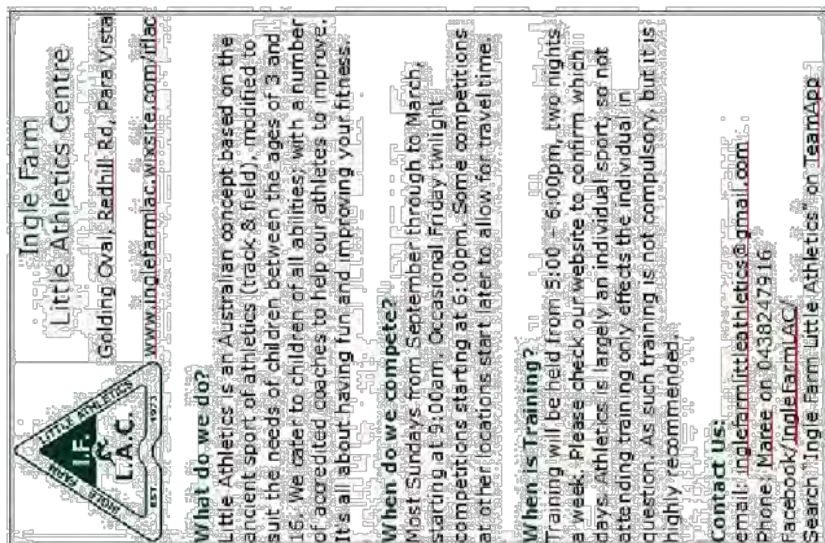 Ingle Farm
Little Athletics Centre
Golding Oval, Redhill Rd, Para Vista
www.inglefarmlac.wixsite.com/iflac
LITTLE ATHLETICS
INGLE FARM
I.F.
L.A.C.
EST 1973
What do we do?
Little Athletics is an Australian concept based on the
ancient sport of athletics (track & field), modified to
suit the needs of children between the ages of 3 and
16. We cater to children of all abilities; with a number
of accredited coaches to help our athletes to improve.
It's all about having fun and improving your fitness.
When do we compete?
Most Sundays from September through to March,
starting at 9:00am. Occasional Friday twilight
competitions starting at 6:00pm. Some competitions
at other locations start later to allow for travel time.
When is Training?
Training will be held from 5:00 – 6:00pm, two nights
a week. Please check our website to confirm which
days. Athletics is largely an individual sport, so not
attending training only effects the individual in
question. As such training is not compulsory, but it is
highly recommended.
Contact us:
email: inglefarmlittleathletics@gmail.com
Phone: Maree on 0438247916
Facebook/IngleFarmLAC/
Search "Ingle Farm Little Athletics" on TeamApp